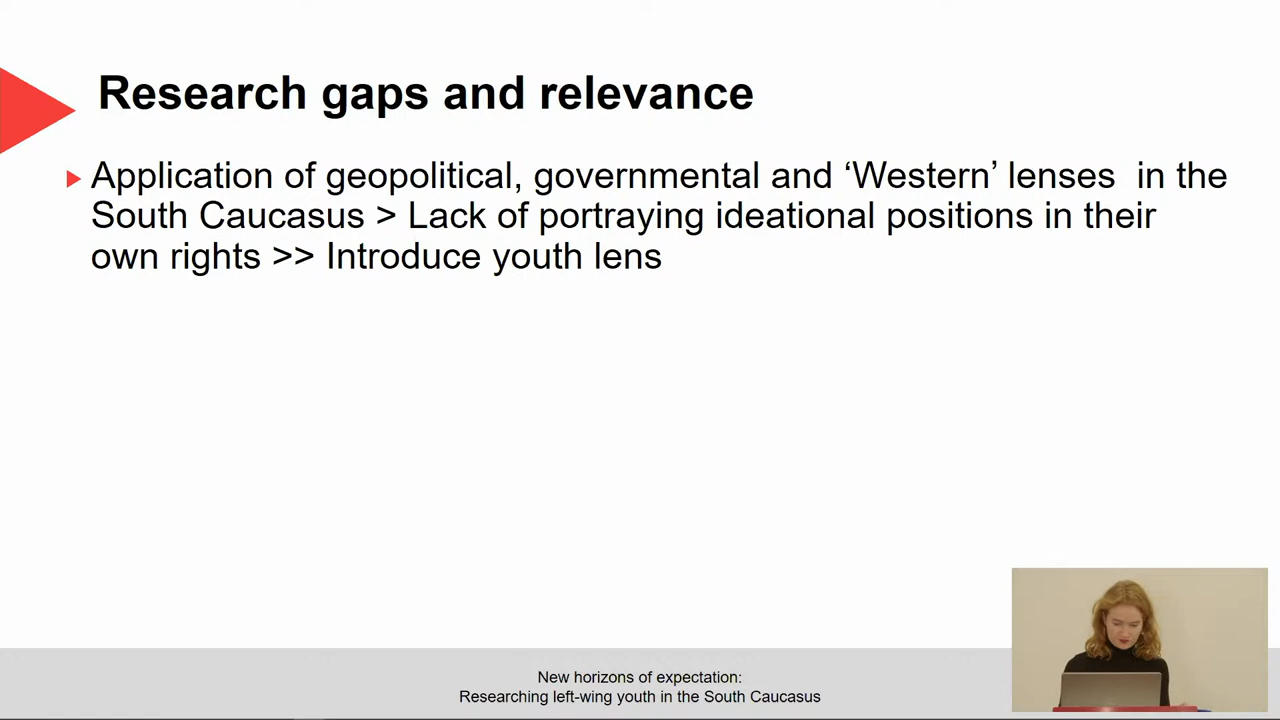 Research gaps and relevance
Application of geopolitical, governmental and ‘Western’ lenses in the
South Caucasus > Lack of portraying ideational positions in their
own rights >> Introduce youth lens
New horizons of expectation:
Researching left-wing youth in the South Caucasus